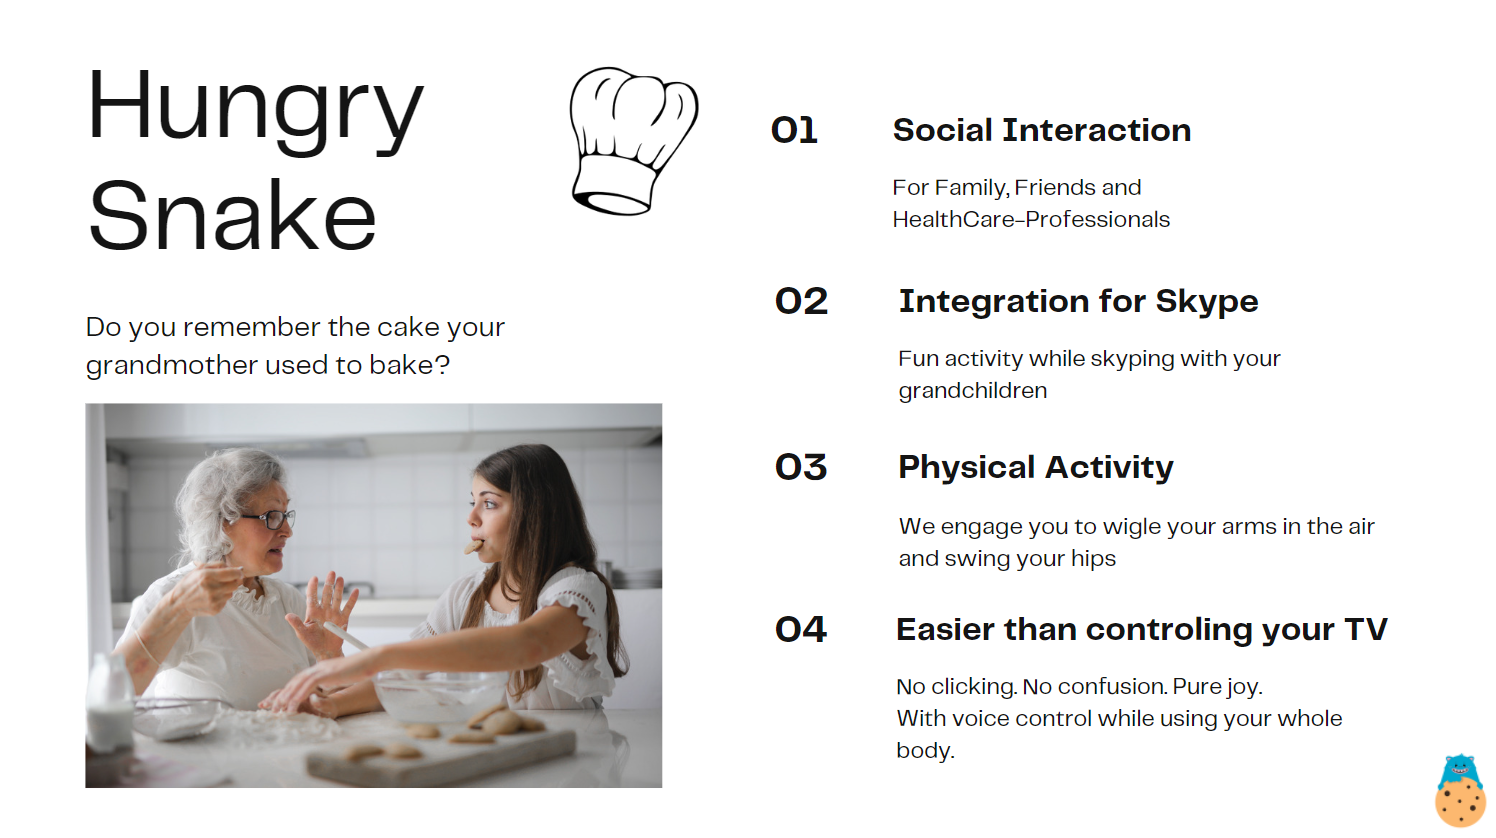 Hungry
Snake
Do you remember the cake your
grandmother used to bake?
01
Social Interaction
For Family, Friends and
HealthCare-Professionals
02
Integration for Skype
Fun activity while skyping with your
grandchildren
03
Physical Activity
We engage you to wigle your arms in the air
and swing your hips
04
Easier than controling your TV
No clicking. No confusion. Pure joy.
With voice control while using your whole
body.